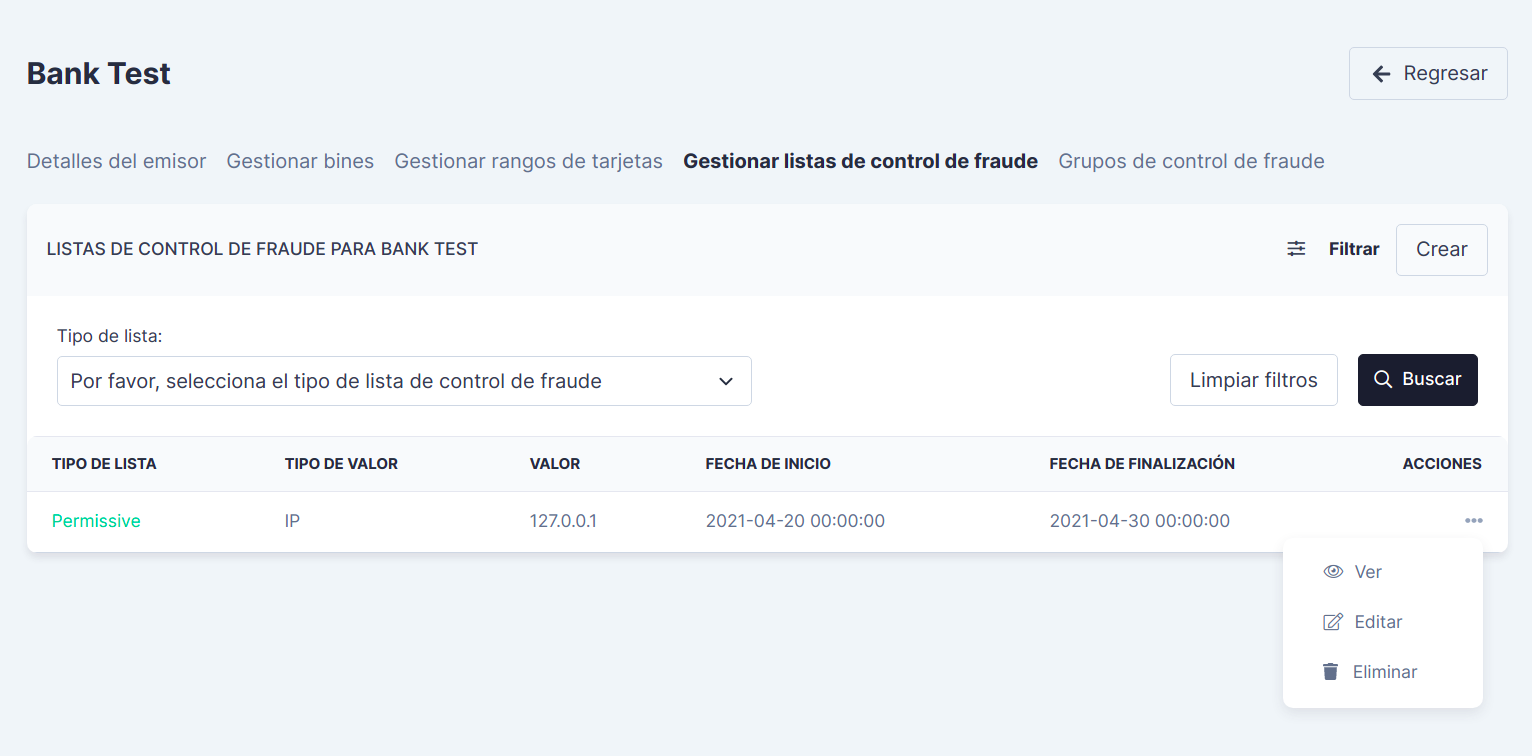 Bank Test
Regresar
Detalles del emisor Gestionar bines Gestionar rangos de tarjetas Gestionar listas de control de fraude Grupos de control de fraude
LISTAS DE CONTROL DE FRAUDE PARA BANK TEST
Filtrar Crear
Tipo de lista:
Por favor, selecciona el tipo de lista de control de fraude
Limpiar filtros Buscar
TIPO DE LISTA TIPO DE VALOR VALOR FECHA DE INICIO FECHA DE FINALIZACIÓN ACCIONES
Permissive IP 127.0.0.1 2021-04-20 00:00:00 2021-04-30 00:00:00
Ver
Editar
Eliminar